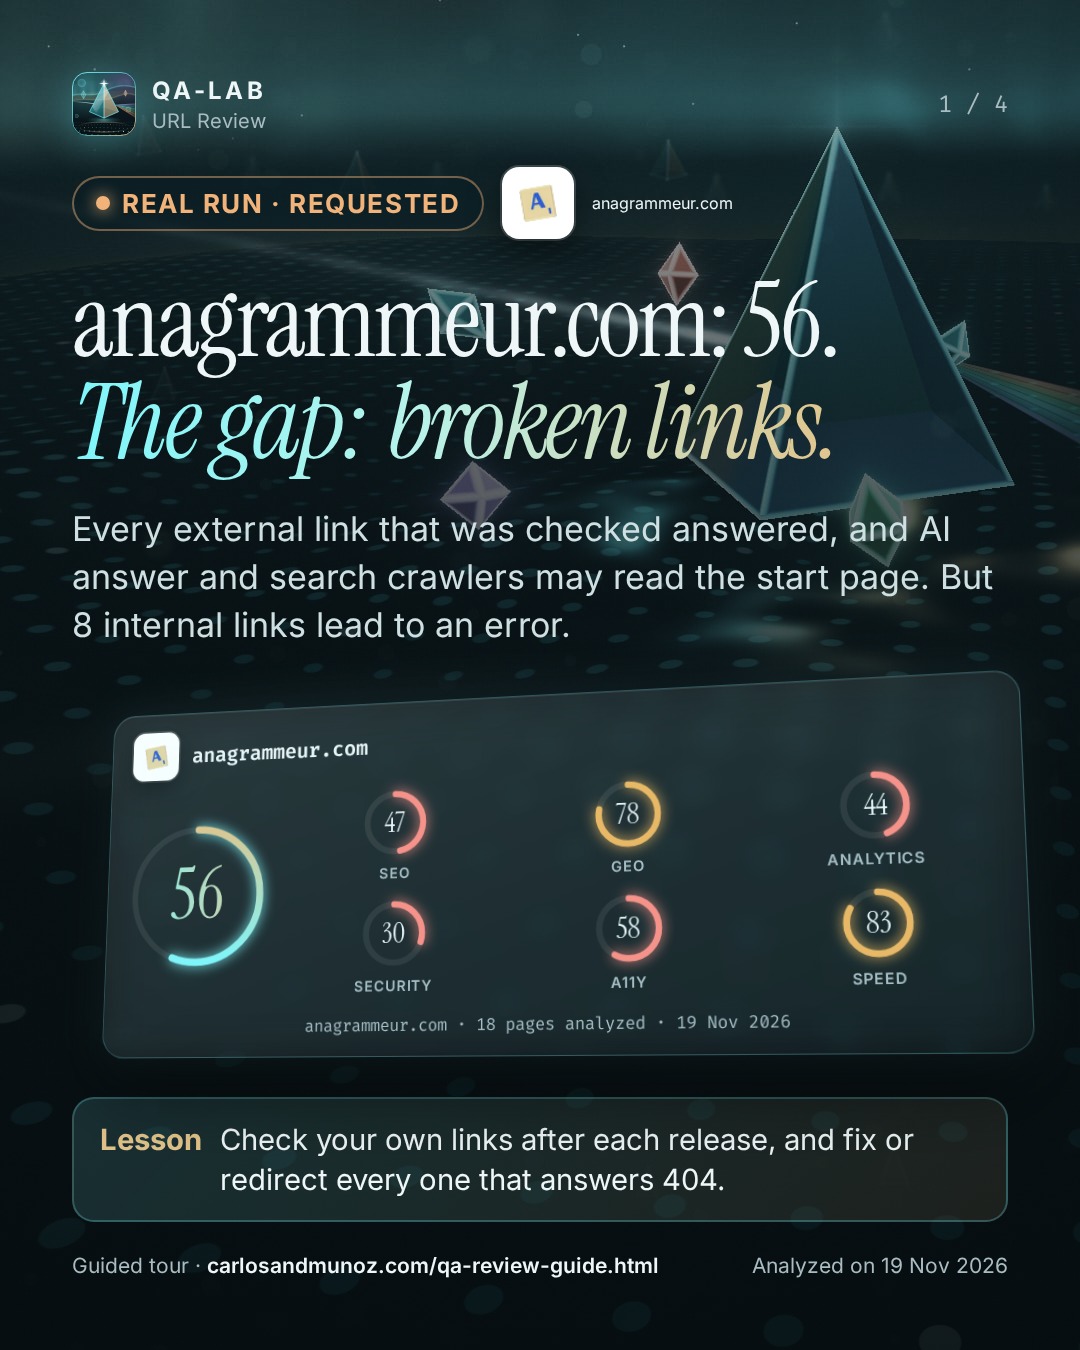 QA-LAB
URL Review
1 / 4
REAL RUN · REQUESTED
A
anagrammeur.com
anagrammeur.com: 56.
The gap: broken links.
Every external link that was checked answered, and AI
answer and search crawlers may read the start page. But
8 internal links lead to an error.
A
anagrammeur.com
56
47
SEO
78
GEO
44
ANALYTICS
30
SECURITY
58
A11Y
83
SPEED
anagrammeur.com · 18 pages analyzed · 19 Nov 2026
Lesson Check your own links after each release, and fix or
redirect every one that answers 404.
Guided tour · carlosandmunoz.com/qa-review-guide.html
Analyzed on 19 Nov 2026